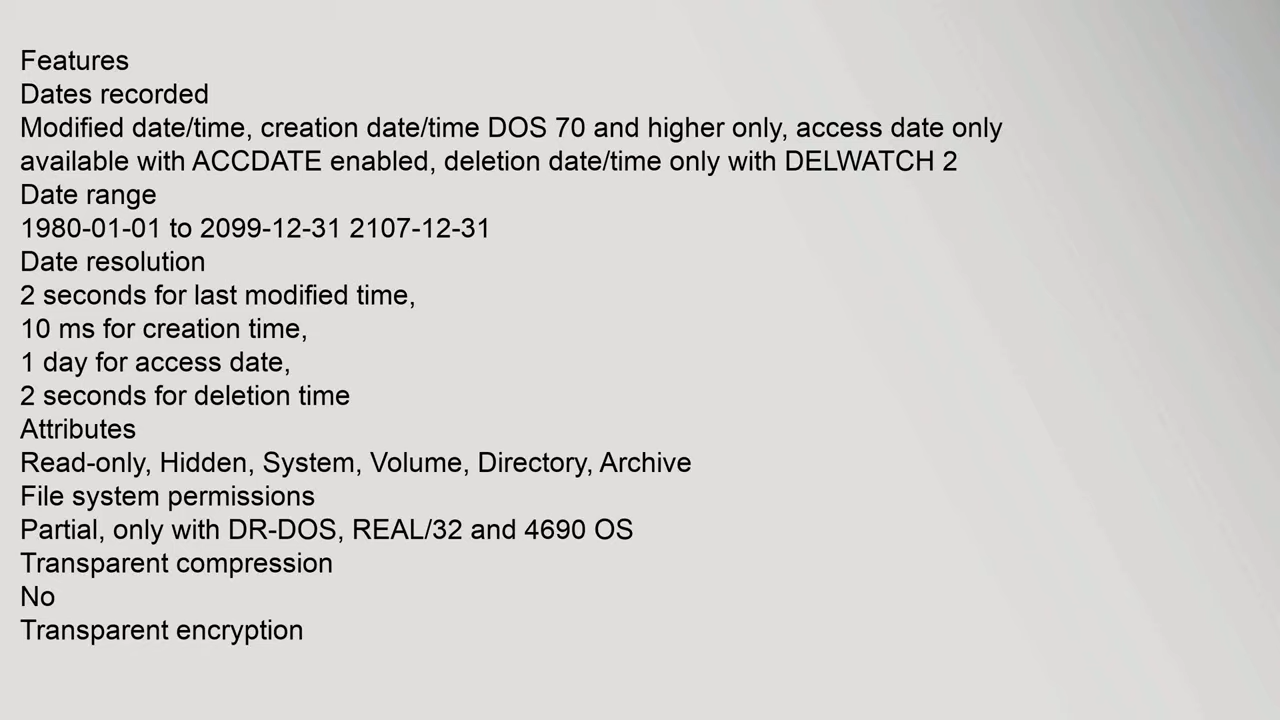 Features
Dates recorded
Modified date/time, creation date/time DOS 70 and higher only, access date only
available with ACCDATE enabled, deletion date/time only with DELWATCH 2
Date range
1980-01-01 to 2099-12-31 2107-12-31
Date resolution
2 seconds for last modified time,
10 ms for creation time,
1 day for access date,
2 seconds for deletion time
Attributes
Read-only, Hidden, System, Volume, Directory, Archive
File system permissions
Partial, only with DR-DOS, REAL/32 and 4690 OS
Transparent compression
No
Transparent encryption